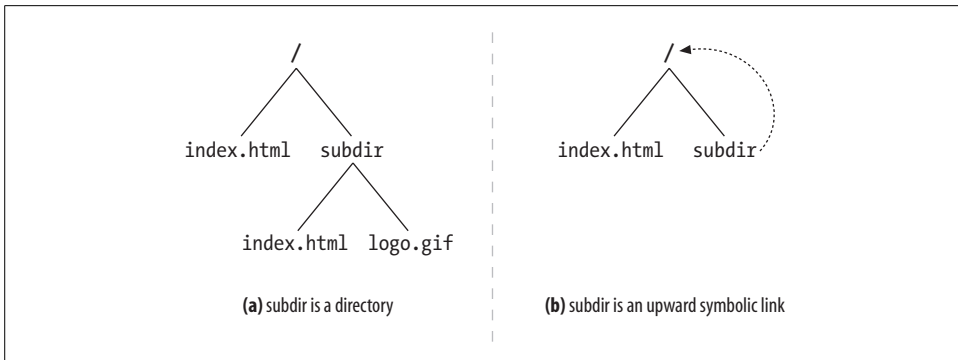 /
index.html subdir
index.html logo.gif
(a) subdir is a directory
/
index.html subdir
(b) subdir is an upward symbolic link